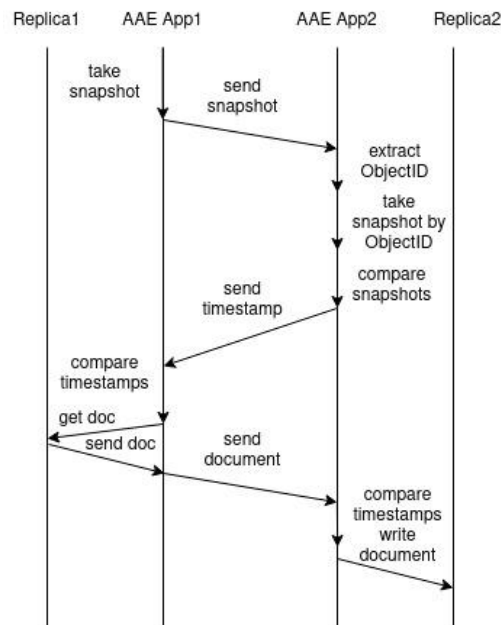 Replica1 AAE App1 AAE App2 Replica2
take
snapshot
send
snapshot
extract
ObjectID
take
snapshot by
ObjectID
compare
snapshots
send
timestamp
compare
timestamps
get doc
send doc
send
document
compare
timestamps
write
document